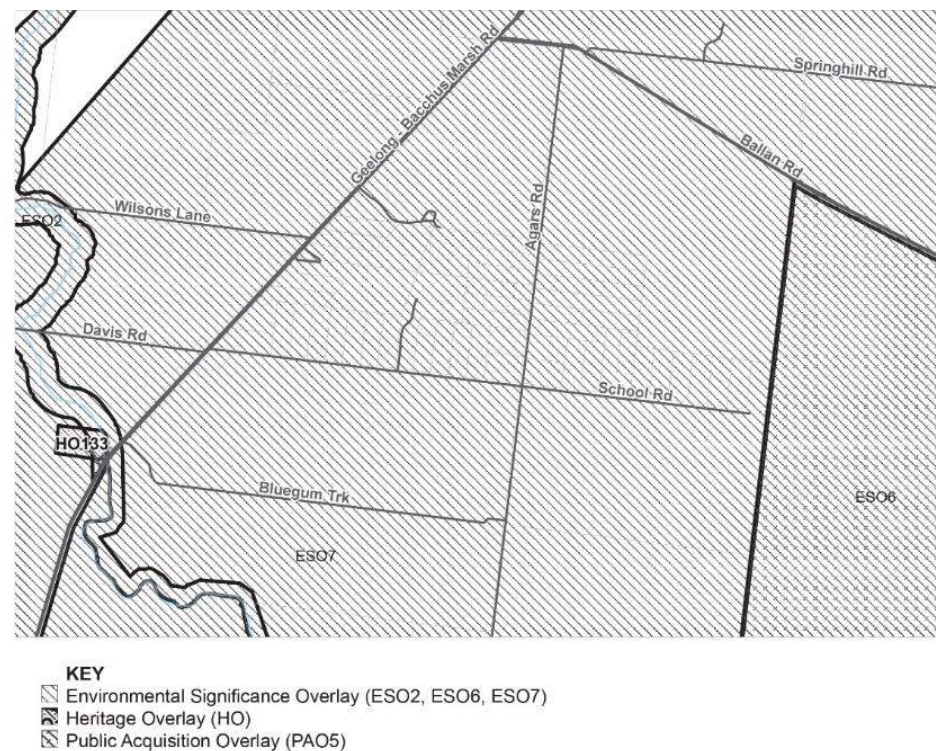 Geelong - Bacchus Marsh Rd
Springhill Rd
Ballan Rd
Wilsons Lane
ESO2
Agars Rd
Davis Rd
School Rd
HO133
Bluegum Trk
ESO6
ESO7
KEY
Environmental Significance Overlay (ESO2, ESO6, ESO7)
Heritage Overlay (HO)
Public Acquisition Overlay (PAO5)